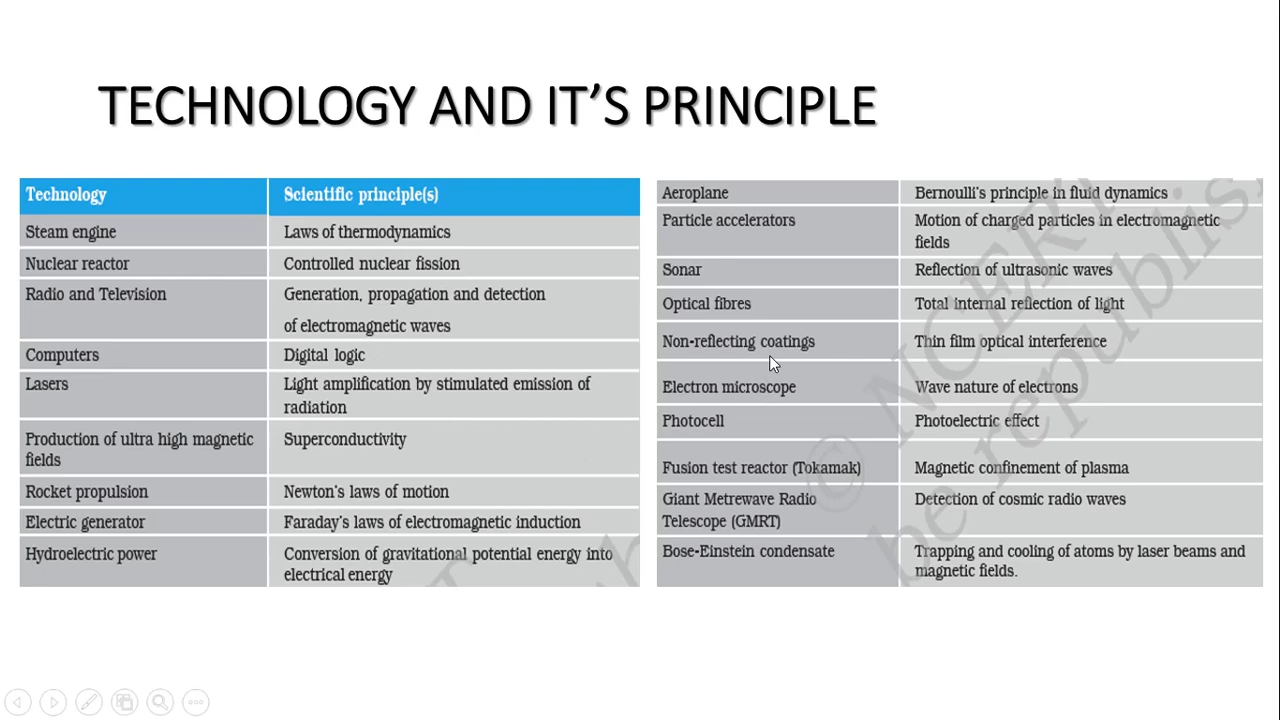 TECHNOLOGY AND IT'S PRINCIPLE
Technology Scientific principle(s)
Steam engine Laws of thermodynamics
Nuclear reactor Controlled nuclear fission
Radio and Television Generation, propagation and detection
of electromagnetic waves
Computers Digital logic
Lasers Light amplification by stimulated emission of
radiation
Production of ultra high magnetic Superconductivity
fields
Rocket propulsion Newton's laws of motion
Electric generator Faraday's laws of electromagnetic induction
Hydroelectric power Conversion of gravitational potential energy into
electrical energy
Aeroplane Bernoulli's principle in fluid dynamics
Particle accelerators Motion of charged particles in electromagnetic
fields
Sonar Reflection of ultrasonic waves
Optical fibres Total internal reflection of light
Non-reflecting coatings Thin film optical interference
Electron microscope Wave nature of electrons
Photocell Photoelectric effect
Fusion test reactor (Tokamak) Magnetic confinement of plasma
Giant Metrewave Radio Detection of cosmic radio waves
Telescope (GMRT)
Bose-Einstein condensate Trapping and cooling of atoms by laser beams and
magnetic fields.
© NCERT
be republis